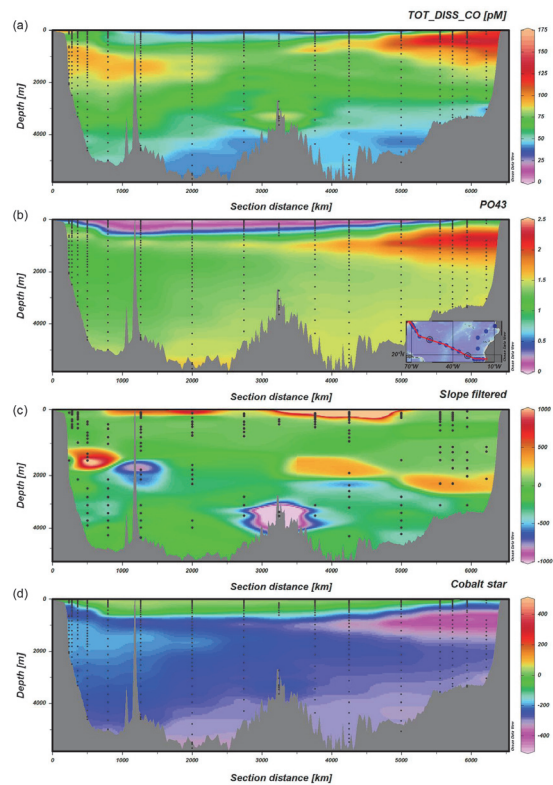 (a)
TOT_DISS_CO [pM]
Depth [m]
0
2000
4000
0 1000 2000 3000 4000 5000 6000
Section distance [km]
175
150
125
100
75
50
25
0
Ocean Data View
(b)
PO43
Depth [m]
0
2000
4000
20°N
70°W 40°W 10°W
0 1000 2000 3000 4000 5000 6000
Section distance [km]
2.5
2
1.5
1
0.5
0
Ocean Data View
(c)
Slope filtered
Depth [m]
0
2000
4000
0 1000 2000 3000 4000 5000 6000
Section distance [km]
1000
500
0
-500
-1000
Ocean Data View
(d)
Cobalt star
Depth [m]
0
2000
4000
0 1000 2000 3000 4000 5000 6000
Section distance [km]
400
200
0
-200
-400
Ocean Data View